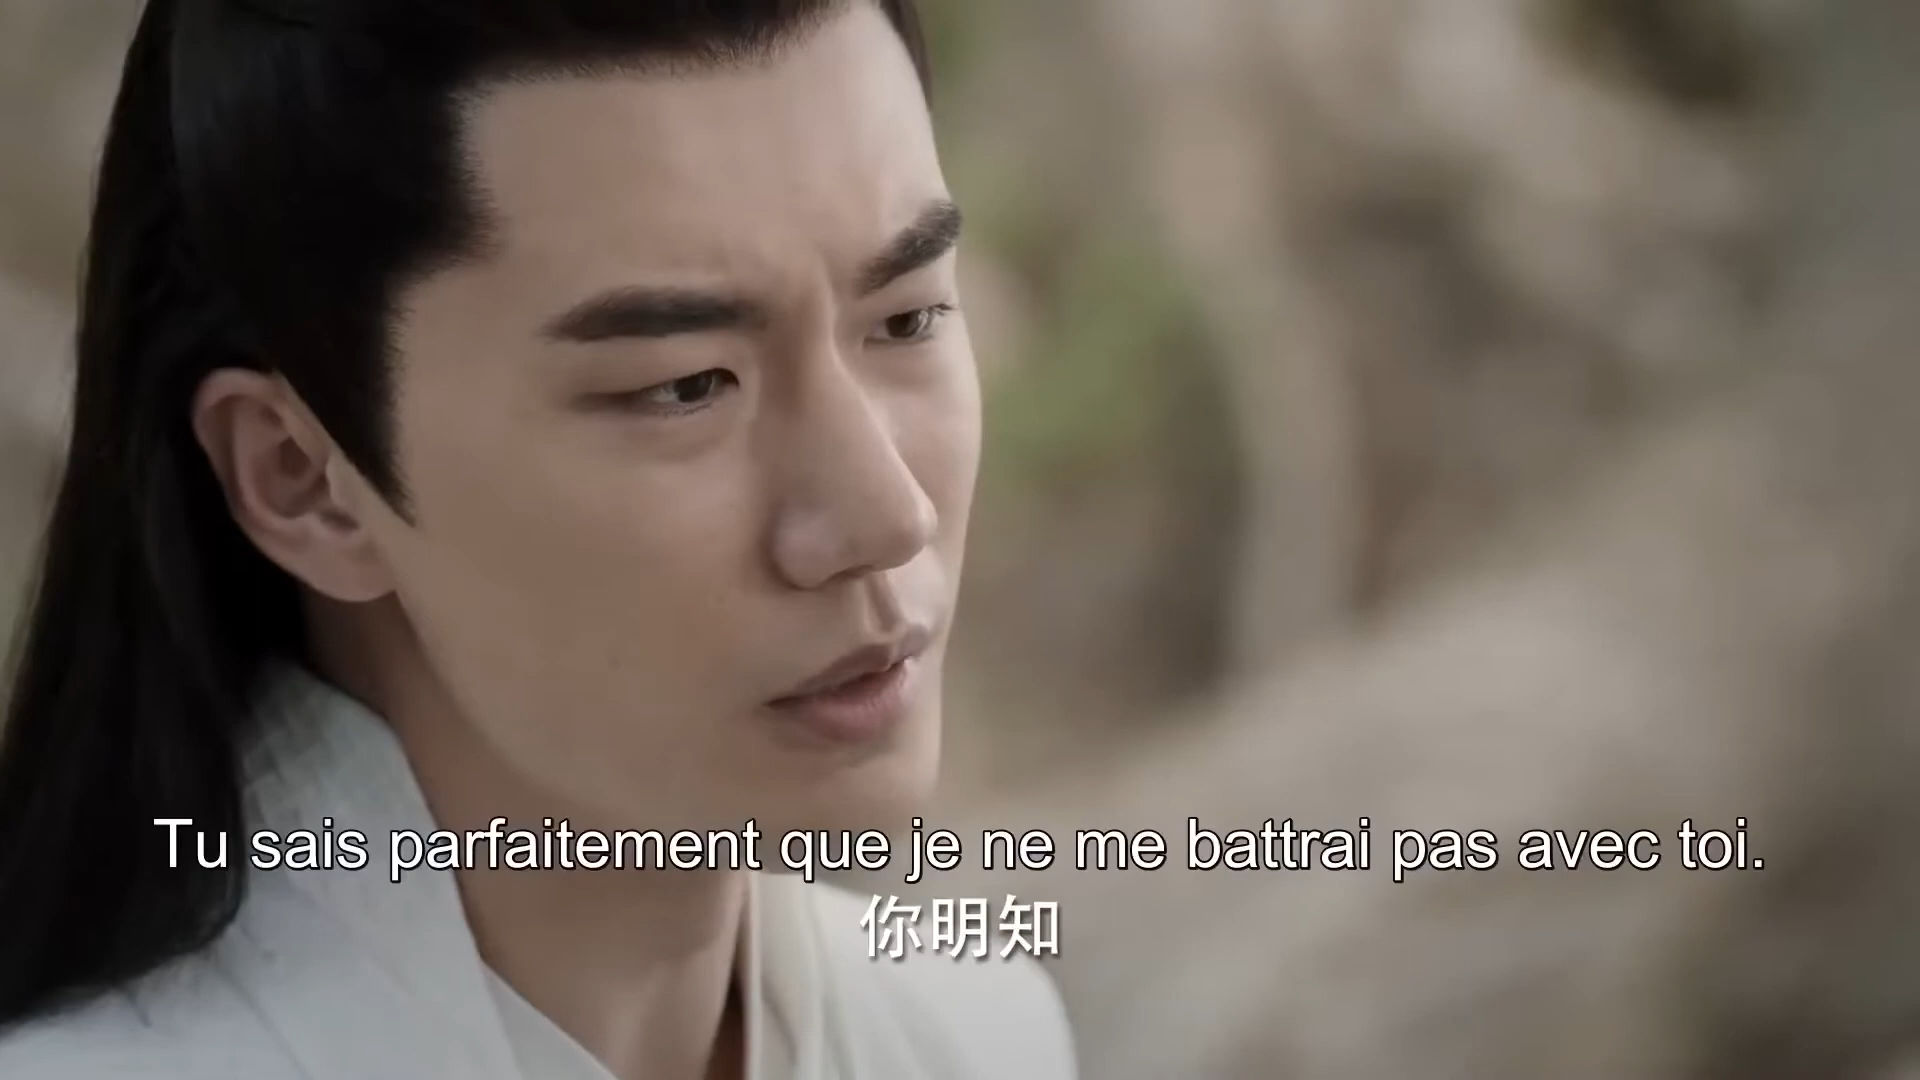 Tu sais parfaitement que je ne me battrai pas avec toi.
你明知